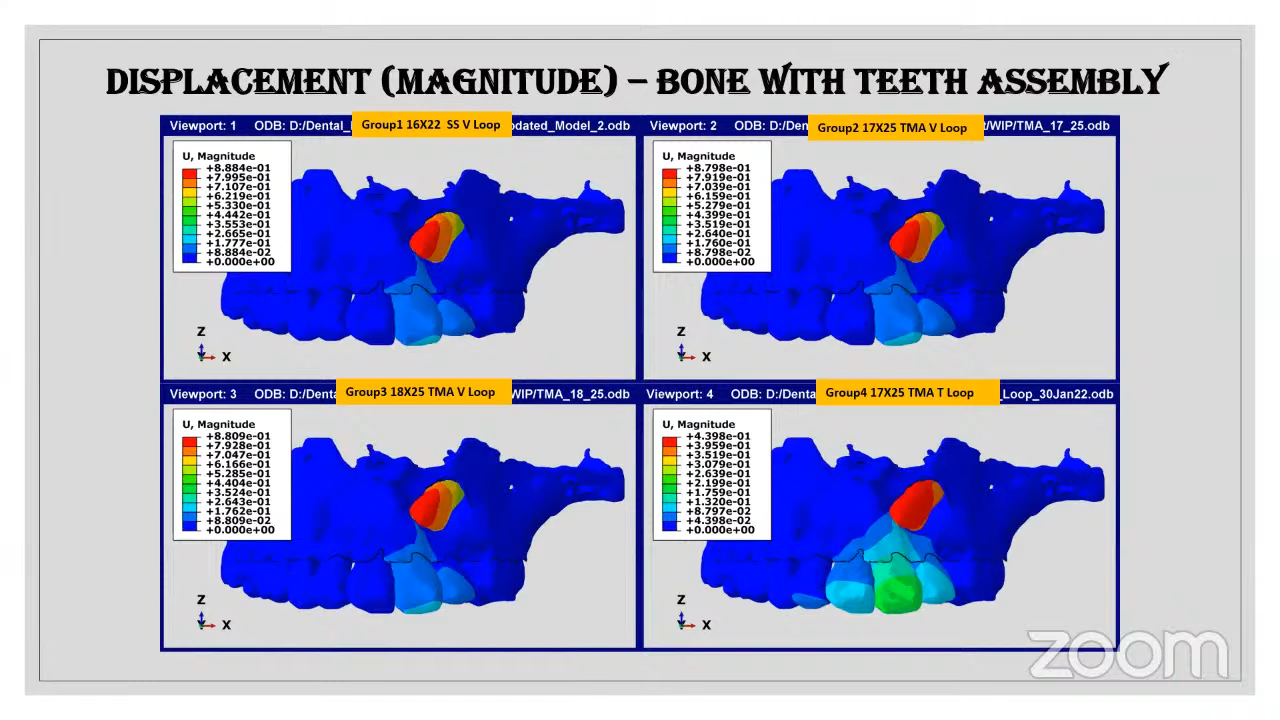 DISPLACEMENT (MAGNITUDE) – BONE WITH TEETH ASSEMBLY
Viewport: 1 ODB: D:/Dental_ Group1 16X22 SS V Loop odated_Model_2.odb
U, Magnitude
+8.884e-01
+7.995e-01
+7.107e-01
+6.219e-01
+5.330e-01
+4.442e-01
+3.553e-01
+2.665e-01
+1.777e-01
+8.884e-02
+0.000e+00
Z
Y X
Viewport: 2 ODB: D:/Den Group2 17X25 TMA V Loop /WIP/TMA_17_25.odb
U, Magnitude
+8.798e-01
+7.919e-01
+7.039e-01
+6.159e-01
+5.279e-01
+4.399e-01
+3.519e-01
+2.640e-01
+1.760e-01
+8.798e-02
+0.000e+00
Z
Y X
Viewport: 3 ODB: D:/Denta Group3 18X25 TMA V Loop WIP/TMA_18_25.odb
U, Magnitude
+8.809e-01
+7.928e-01
+7.047e-01
+6.166e-01
+5.285e-01
+4.404e-01
+3.524e-01
+2.643e-01
+1.762e-01
+8.809e-02
+0.000e+00
Z
Y X
Viewport: 4 ODB: D:/Denta Group4 17X25 TMA T Loop _Loop_30Jan22.odb
U, Magnitude
+4.398e-01
+3.959e-01
+3.519e-01
+3.079e-01
+2.639e-01
+2.199e-01
+1.759e-01
+1.320e-01
+8.797e-02
+4.398e-02
+0.000e+00
Z
Y X
zoom